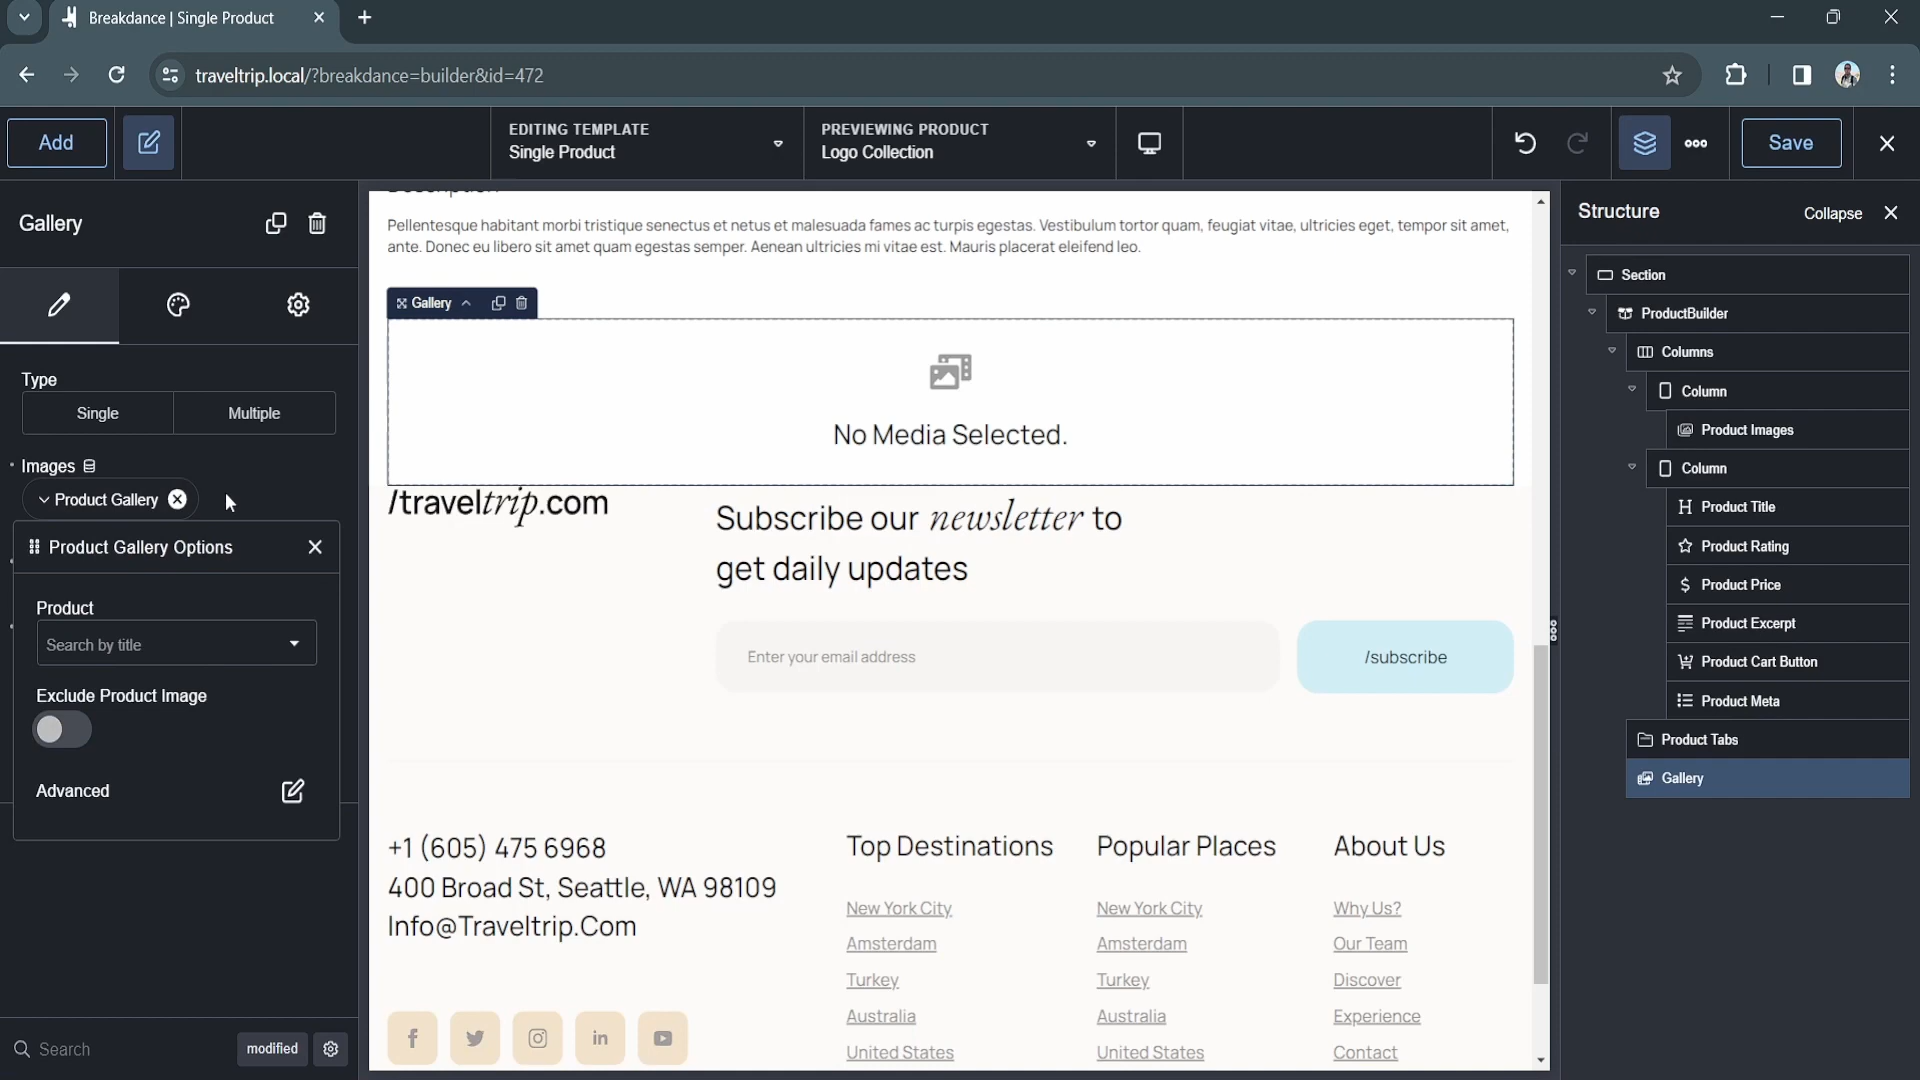 Breakdance | Single Product
traveltrip.local/?breakdance=builder&id=472
Add
EDITING TEMPLATE
Single Product
PREVIEWING PRODUCT
Logo Collection
Save
Gallery
Type
Single
Multiple
Images
Product Gallery
Product Gallery Options
Product
Search by title
Exclude Product Image
Advanced
Search
modified
Description
Pellentesque habitant morbi tristique senectus et netus et malesuada fames ac turpis egestas. Vestibulum tortor quam, feugiat vitae, ultricies eget, tempor sit amet,
ante. Donec eu libero sit amet quam egestas semper. Aenean ultricies mi vitae est. Mauris placerat eleifend leo.
Gallery
No Media Selected.
/traveltrip.com
Subscribe our newsletter to
get daily updates
Enter your email address
/subscribe
+1 (605) 475 6968
400 Broad St, Seattle, WA 98109
Info@Traveltrip.Com
Top Destinations
New York City
Amsterdam
Turkey
Australia
United States
Popular Places
New York City
Amsterdam
Turkey
Australia
United States
About Us
Why Us?
Our Team
Discover
Experience
Contact
Structure
Collapse
Section
ProductBuilder
Columns
Column
Product Images
Column
Product Title
Product Rating
Product Price
Product Excerpt
Product Cart Button
Product Meta
Product Tabs
Gallery